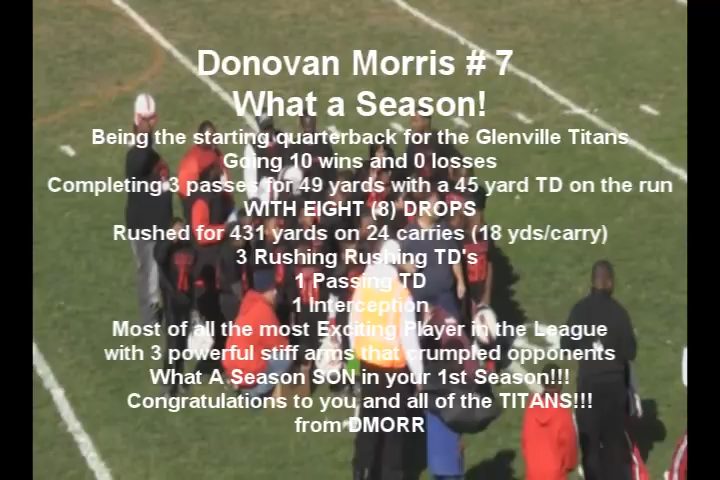 Donovan Morris # 7
What a Season!
Being the starting quarterback for the Glenville Titans
Going 10 wins and 0 losses
Completing 3 passes for 49 yards with a 45 yard TD on the run
WITH EIGHT (8) DROPS
Rushed for 431 yards on 24 carries (18 yds/carry)
3 Rushing Rushing TD's
1 Passing TD
1 Interception
Most of all the most Exciting Player in the League
with 3 powerful stiff arms that crumpled opponents
What A Season SON in your 1st Season!!!
Congratulations to you and all of the TITANS!!!
from DMORR